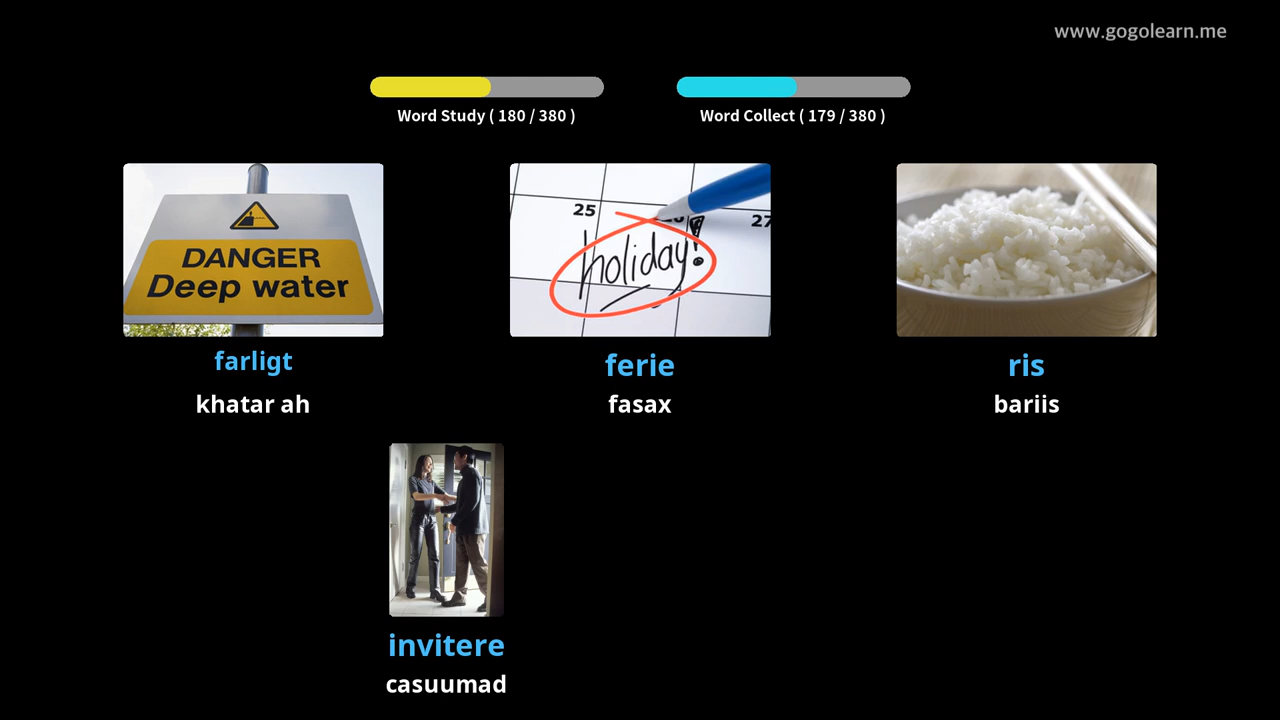 www.gogolearn.me
Word Study ( 180 / 380 )
Word Collect ( 179 / 380 )
DANGER
Deep water
25
27
holiday!
farligt
ferie
ris
khatar ah
fasax
bariis
invitere
casuumad